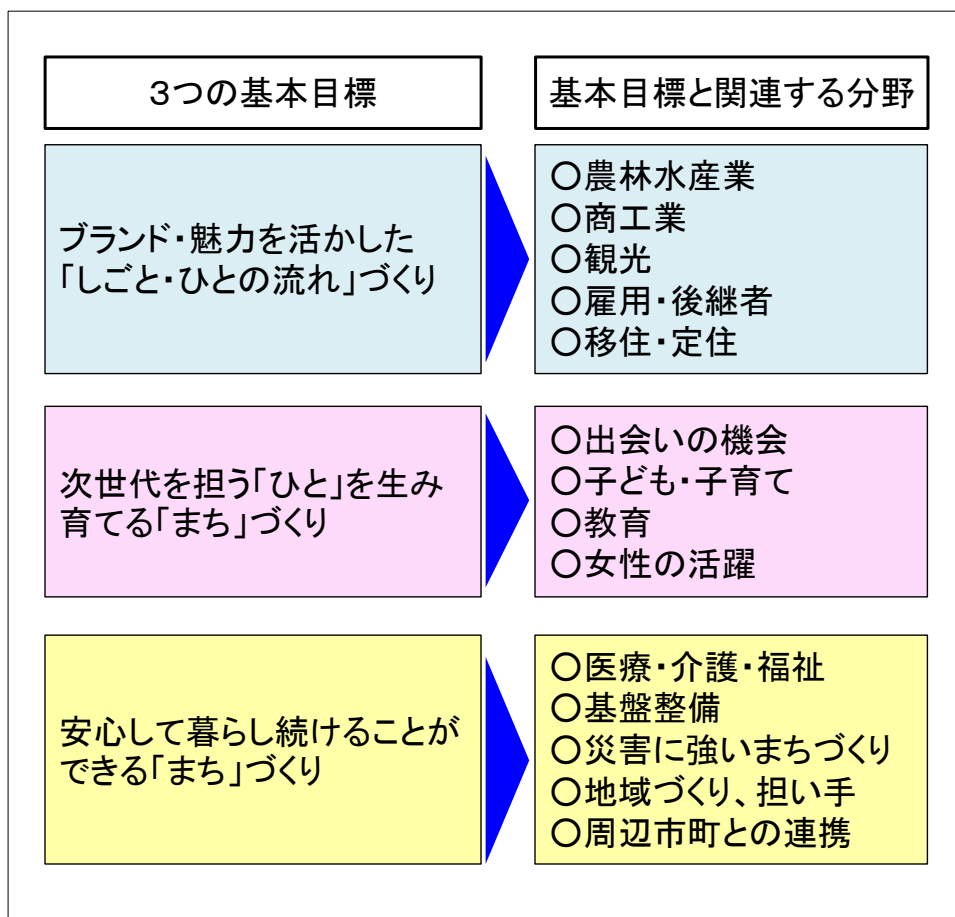 3つの基本目標
基本目標と関連する分野
ブランド・魅力を活かした
「しごと・ひとの流れ」づくり
○農林水産業
○商工業
○観光
○雇用・後継者
○移住・定住
次世代を担う「ひと」を生み
育てる「まち」づくり
○出会いの機会
○子ども・子育て
○教育
○女性の活躍
安心して暮らし続けることが
できる「まち」づくり
○医療・介護・福祉
○基盤整備
○災害に強いまちづくり
○地域づくり、担い手
○周辺市町との連携